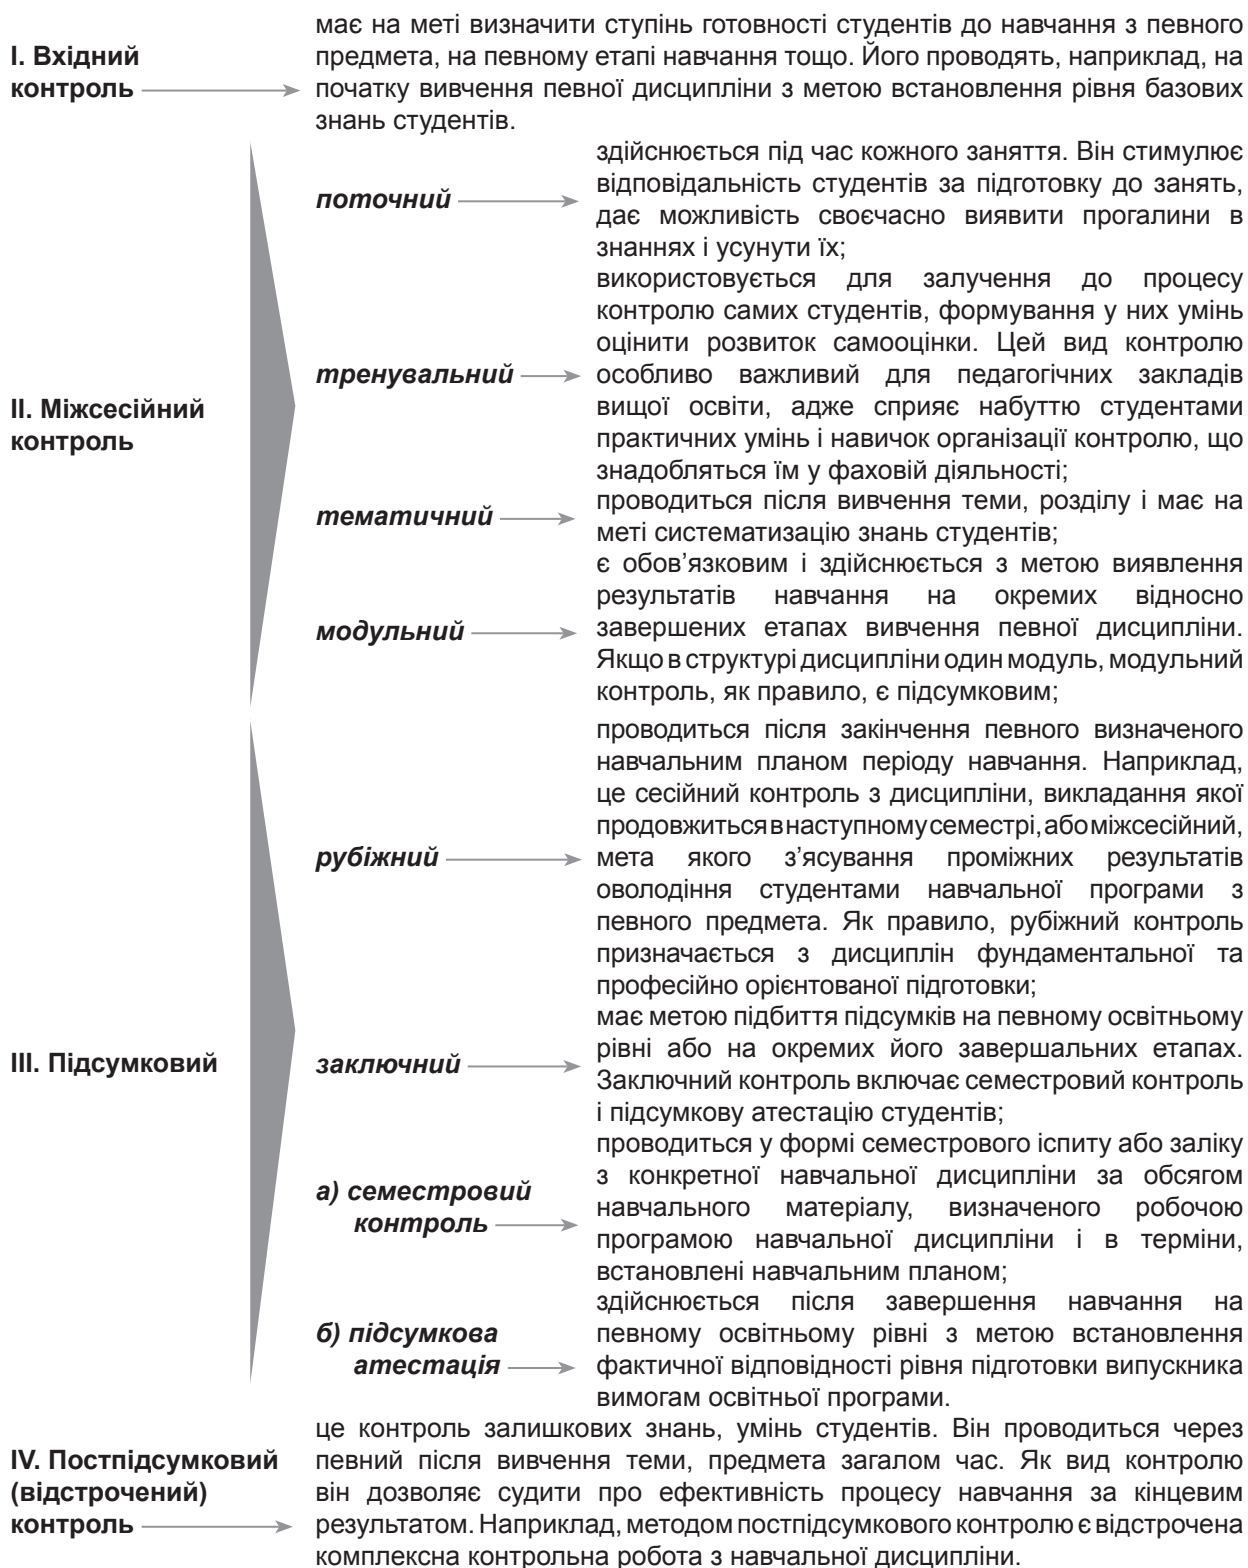 І. Вхідний
контроль
має на меті визначити ступінь готовності студентів до навчання з певного
предмета, на певному етапі навчання тощо. Його проводять, наприклад, на
початку вивчення певної дисципліни з метою встановлення рівня базових
знань студентів.
ІІ. Міжсесійний
контроль
поточний
здійснюється під час кожного заняття. Він стимулює
відповідальність студентів за підготовку до занять,
дає можливість своєчасно виявити прогалини в
знаннях і усунути їх;
тренувальний
використовується для залучення до процесу
контролю самих студентів, формування у них умінь
оцінити розвиток самооцінки. Цей вид контролю
особливо важливий для педагогічних закладів
вищої освіти, адже сприяє набуттю студентами
практичних умінь і навичок організації контролю, що
знадобляться їм у фаховій діяльності;
тематичний
проводиться після вивчення теми, розділу і має на
меті систематизацію знань студентів;
модульний
є обов’язковим і здійснюється з метою виявлення
результатів навчання на окремих відносно
завершених етапах вивчення певної дисципліни.
Якщо в структурі дисципліни один модуль, модульний
контроль, як правило, є підсумковим;
ІІІ. Підсумковий
рубіжний
проводиться після закінчення певного визначеного
навчальним планом періоду навчання. Наприклад,
це сесійний контроль з дисципліни, викладання якої
продовжиться в наступному семестрі, або міжсесійний,
мета якого з’ясування проміжних результатів
оволодіння студентами навчальної програми з
певного предмета. Як правило, рубіжний контроль
призначається з дисциплін фундаментальної та
професійно орієнтованої підготовки;
заключний
має метою підбиття підсумків на певному освітньому
рівні або на окремих його завершальних етапах.
Заключний контроль включає семестровий контроль
і підсумкову атестацію студентів;
а) семестровий
контроль
проводиться у формі семестрового іспиту або заліку
з конкретної навчальної дисципліни за обсягом
навчального матеріалу, визначеного робочою
програмою навчальної дисципліни і в терміни,
встановлені навчальним планом;
б) підсумкова
атестація
здійснюється після завершення навчання на
певному освітньому рівні з метою встановлення
фактичної відповідності рівня підготовки випускника
вимогам освітньої програми.
IV. Постпідсумковий
(відстрочений)
контроль
це контроль залишкових знань, умінь студентів. Він проводиться через
певний після вивчення теми, предмета загалом час. Як вид контролю
він дозволяє судити про ефективність процесу навчання за кінцевим
результатом. Наприклад, методом постпідсумкового контролю є відстрочена
комплексна контрольна робота з навчальної дисципліни.